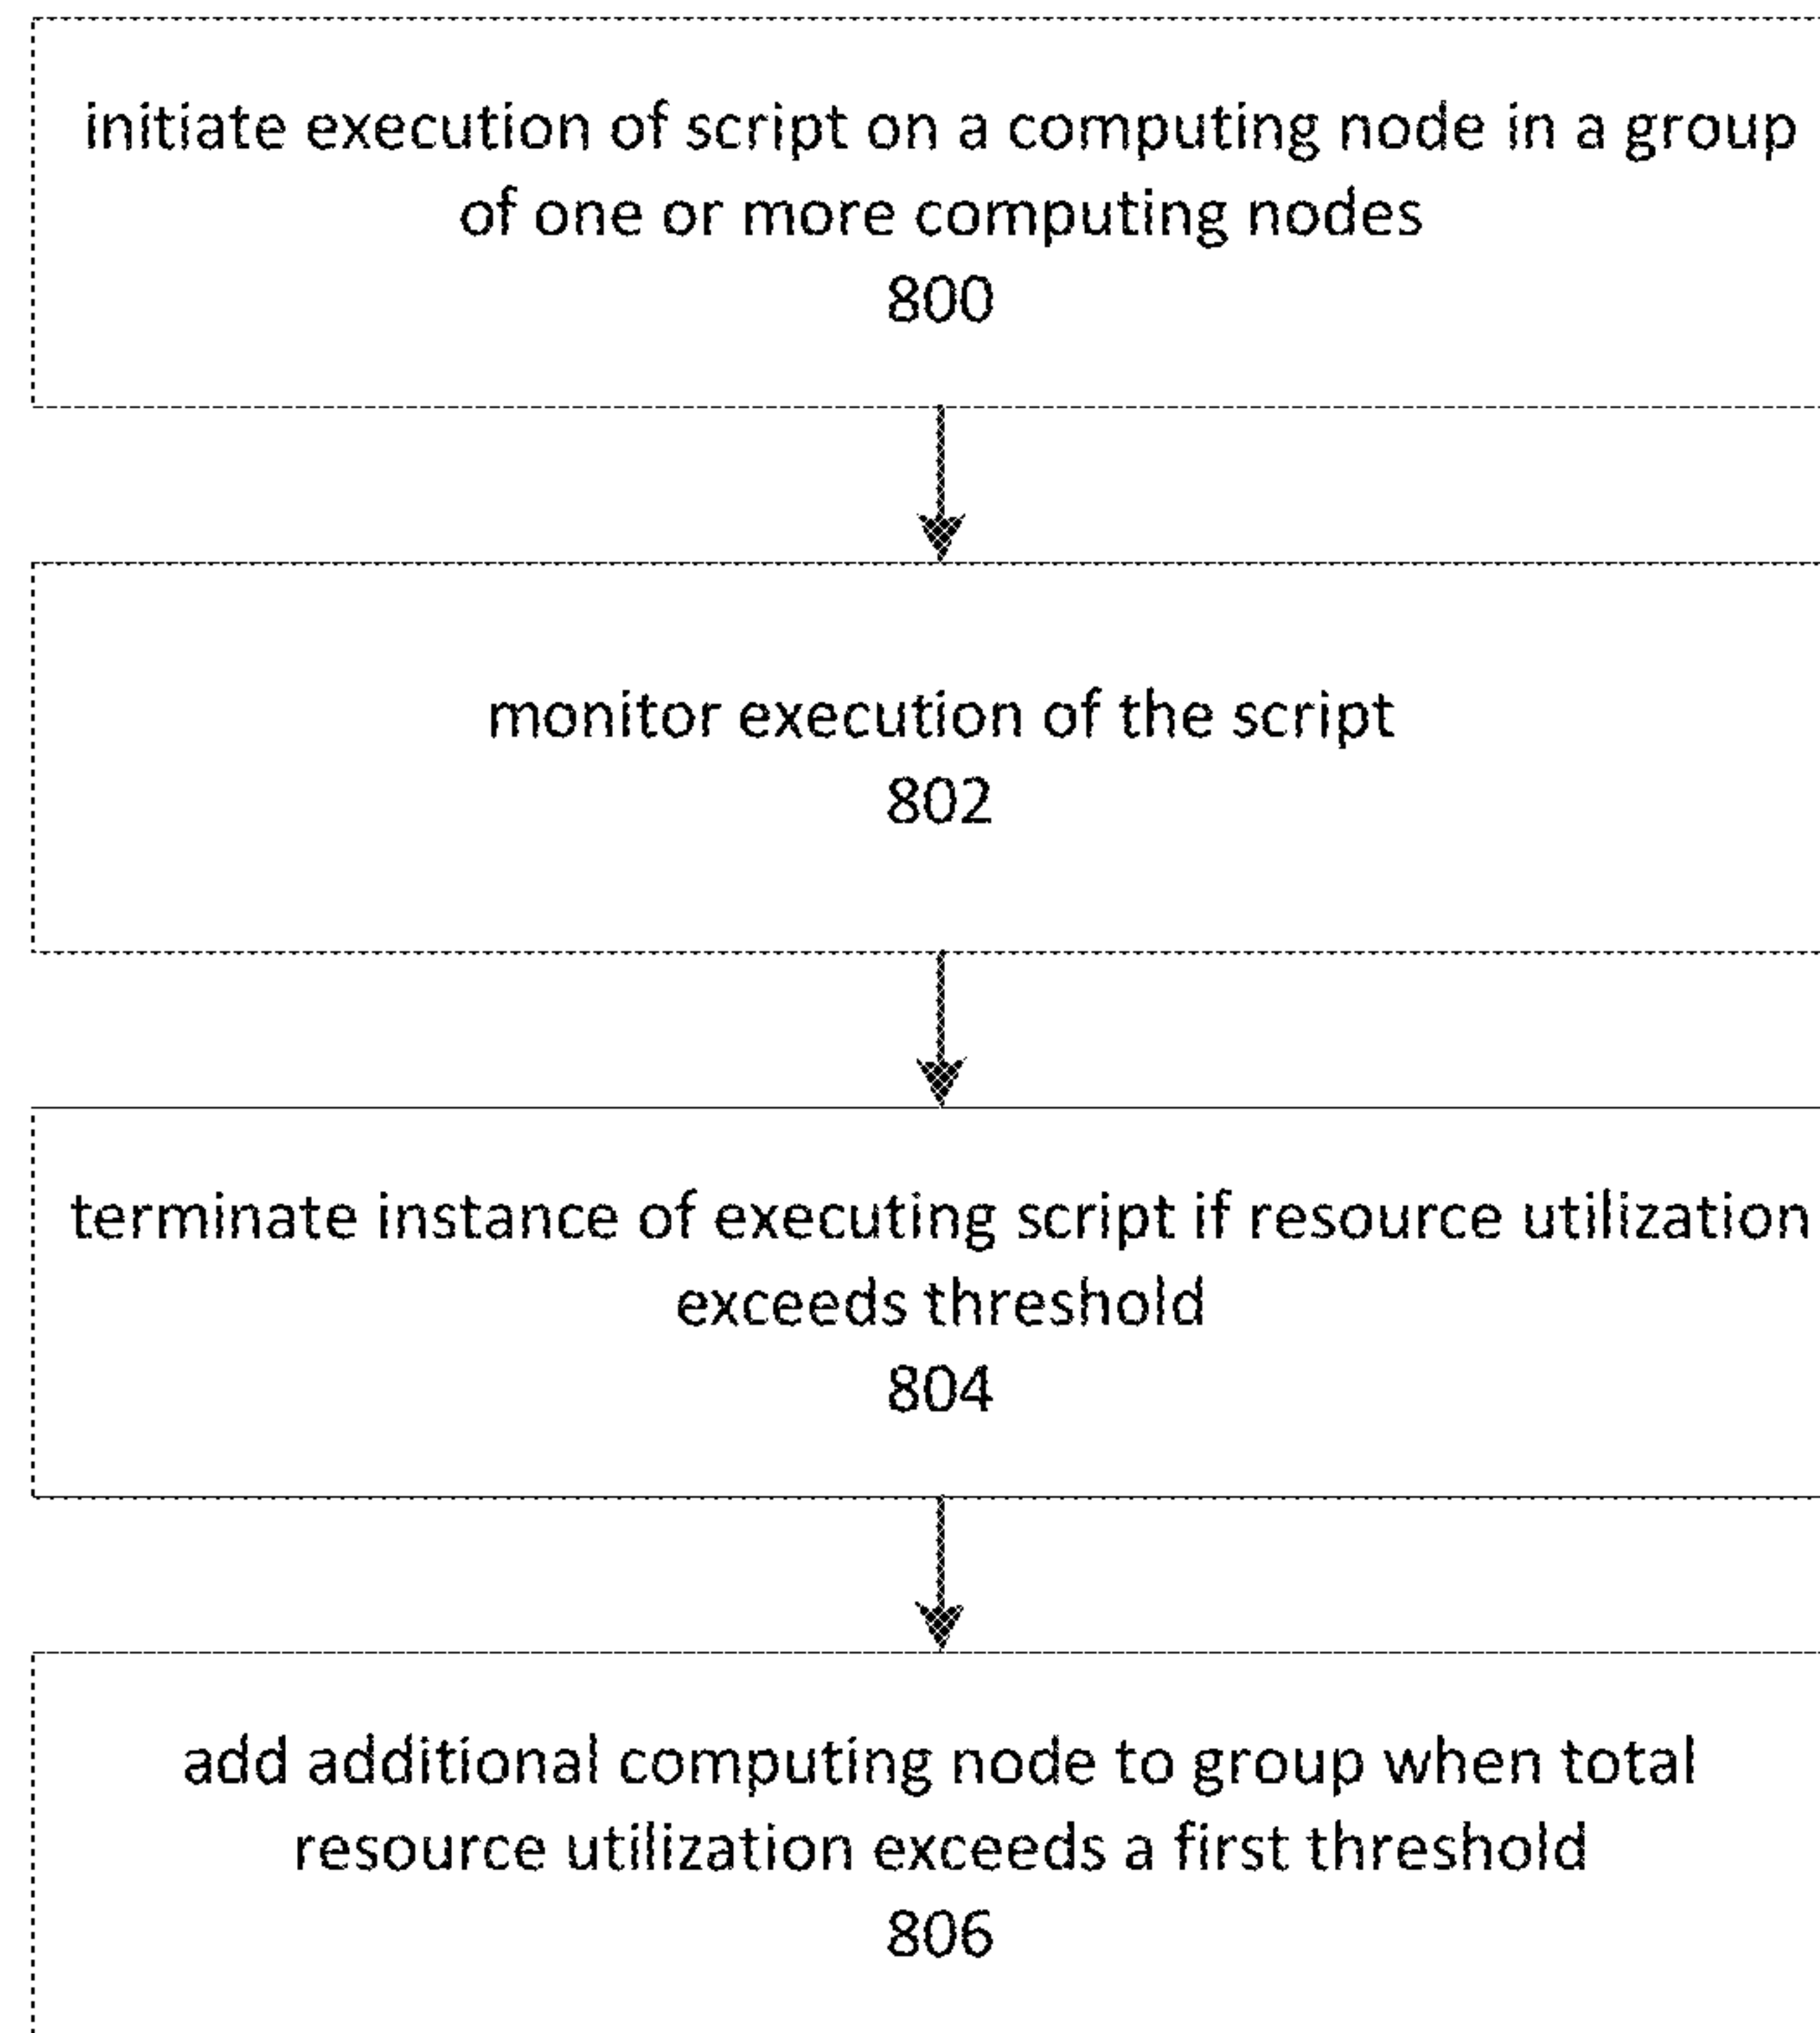 initiate execution of script on a computing node in a group
of one or more computing nodes
800
monitor execution of the script
802
terminate instance of executing script if resource utilization
exceeds threshold
804
add additional computing node to group when total
resource utilization exceeds a first threshold
806